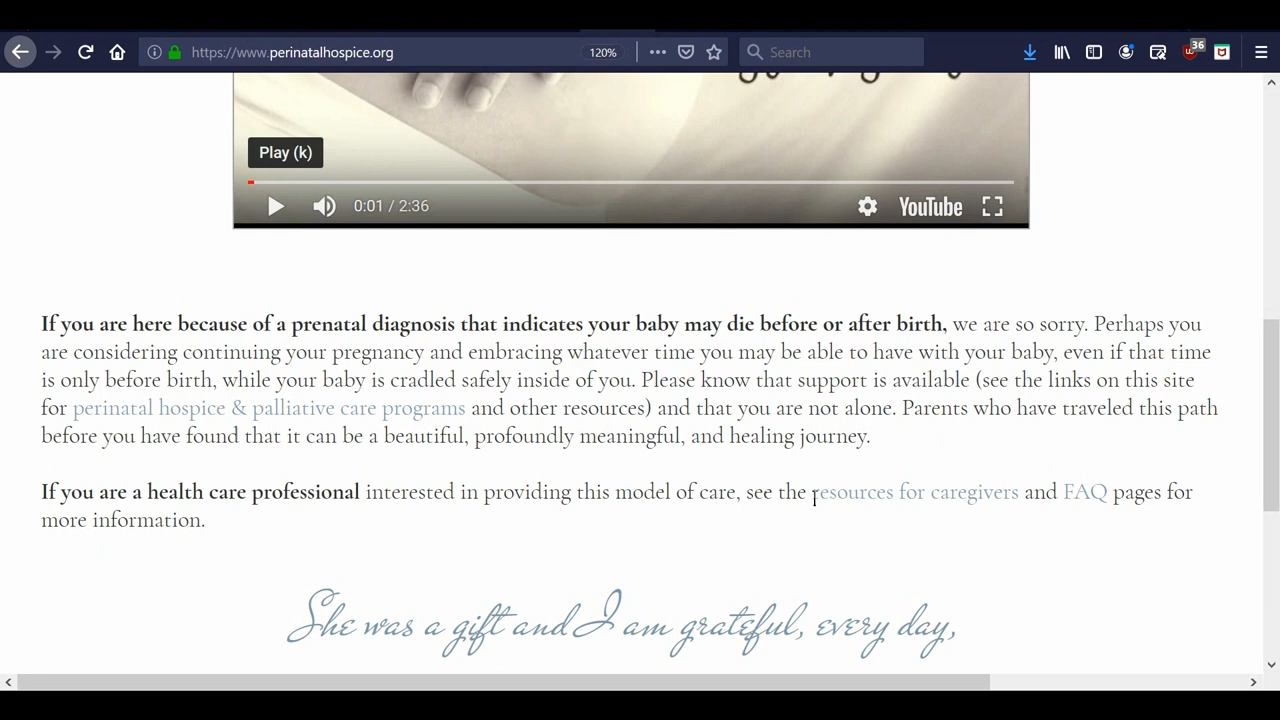 https://www.perinatalhospice.org
120%
Search
36
Play (k)
0:01 / 2:36
YouTube
If you are here because of a prenatal diagnosis that indicates your baby may die before or after birth, we are so sorry. Perhaps you
are considering continuing your pregnancy and embracing whatever time you may be able to have with your baby, even if that time
is only before birth, while your baby is cradled safely inside of you. Please know that support is available (see the links on this site
for perinatal hospice & palliative care programs and other resources) and that you are not alone. Parents who have traveled this path
before you have found that it can be a beautiful, profoundly meaningful, and healing journey.
If you are a health care professional interested in providing this model of care, see the resources for caregivers and FAQ pages for
more information.
She was a gift and I am grateful, every day,